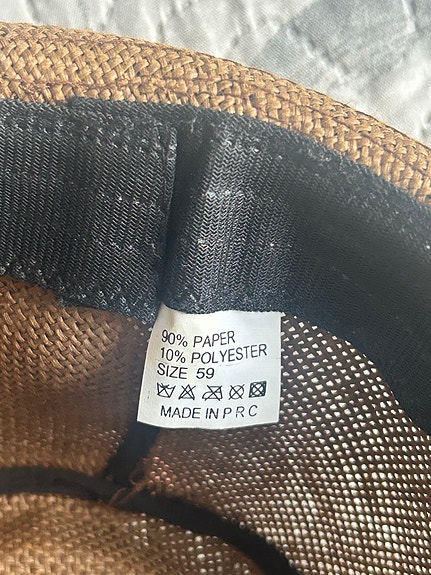 90% PAPER
10% POLYESTER
SIZE 59
MADE IN P R C